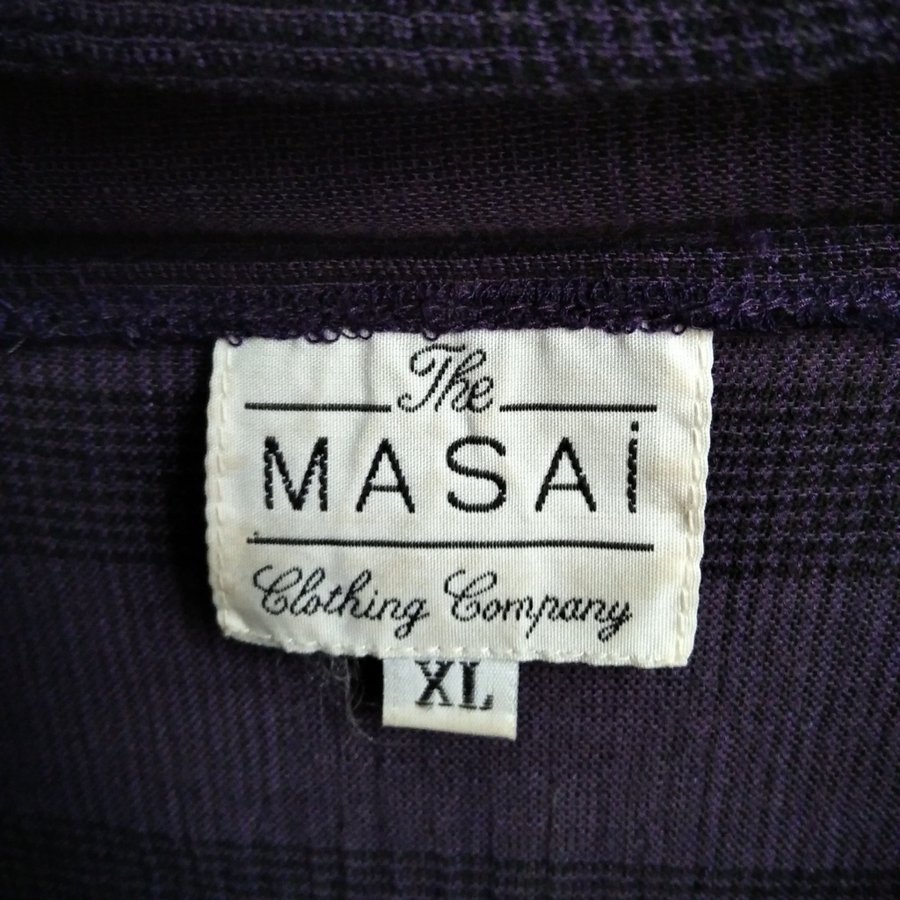 The
MASAi
Clothing Company
XL